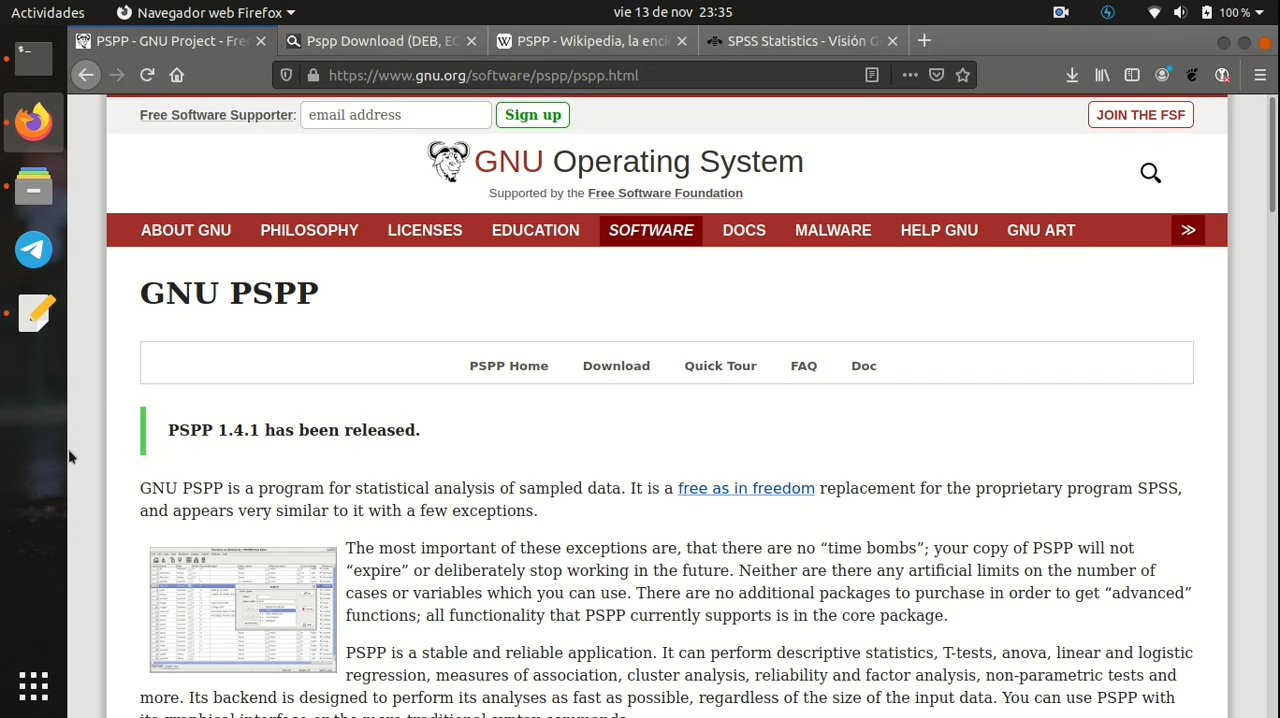 Actividades
Navegador web Firefox
vie 13 de nov 23:35
100 %
PSPP - GNU Project - Fre
Pspp Download (DEB, EO
PSPP - Wikipedia, la enci
SPSS Statistics - Visión G
https://www.gnu.org/software/pspp/pspp.html
Free Software Supporter:
email address
Sign up
JOIN THE FSF
GNU Operating System
Supported by the Free Software Foundation
ABOUT GNU
PHILOSOPHY
LICENSES
EDUCATION
SOFTWARE
DOCS
MALWARE
HELP GNU
GNU ART
GNU PSPP
PSPP Home
Download
Quick Tour
FAQ
Doc
PSPP 1.4.1 has been released.
GNU PSPP is a program for statistical analysis of sampled data. It is a free as in freedom replacement for the proprietary program SPSS,
and appears very similar to it with a few exceptions.
The most important of these exceptions are, that there are no “time bombs”; your copy of PSPP will not
“expire” or deliberately stop working in the future. Neither are there any artificial limits on the number of
cases or variables which you can use. There are no additional packages to purchase in order to get “advanced”
functions; all functionality that PSPP currently supports is in the core package.
PSPP is a stable and reliable application. It can perform descriptive statistics, T-tests, anova, linear and logistic
regression, measures of association, cluster analysis, reliability and factor analysis, non-parametric tests and
more. Its backend is designed to perform its analyses as fast as possible, regardless of the size of the input data. You can use PSPP with
its graphical interface or the more traditional syntax commands.